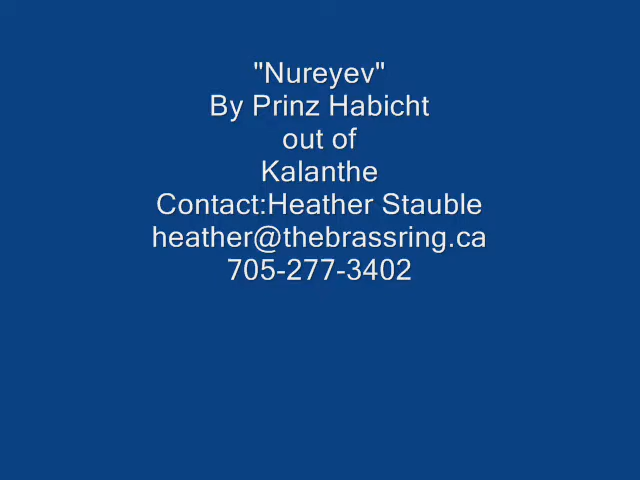 "Nureyev"
By Prinz Habicht
out of
Kalanthe
Contact:Heather Stauble
heather@thebrassring.ca
705-277-3402